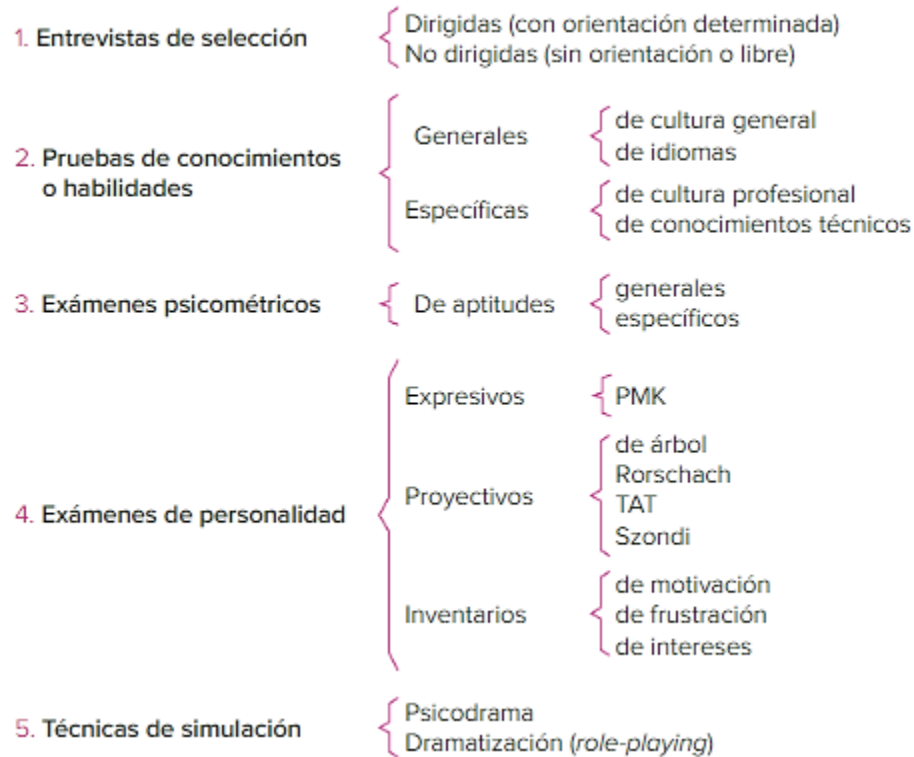 1. Entrevistas de selección
Dirigidas (con orientación determinada)
No dirigidas (sin orientación o libre)
2. Pruebas de conocimientos
o habilidades
Generales
de cultura general
de idiomas
Específicas
de cultura profesional
de conocimientos técnicos
3. Exámenes psicométricos
De aptitudes
generales
específicos
4. Exámenes de personalidad
Expresivos
PMK
Proyectivos
de árbol
Rorschach
TAT
Szondi
Inventarios
de motivación
de frustración
de intereses
5. Técnicas de simulación
Psicodrama
Dramatización (role-playing)